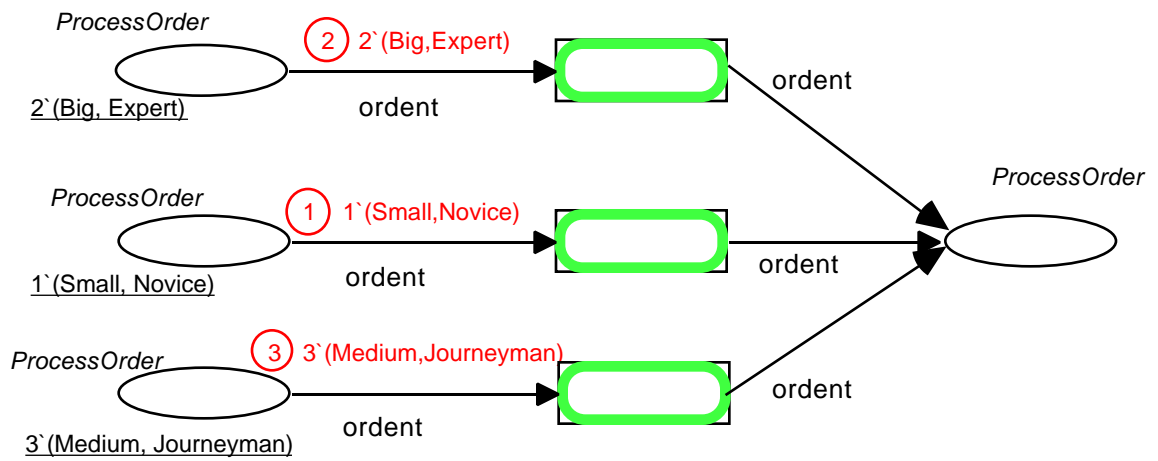 ProcessOrder
2 2`(Big,Expert)
ordent
ordent
2`(Big, Expert)
ProcessOrder
ProcessOrder
1 1`(Small,Novice)
ordent
ordent
1`(Small, Novice)
ProcessOrder
3 3`(Medium,Journeyman)
ordent
ordent
3`(Medium, Journeyman)